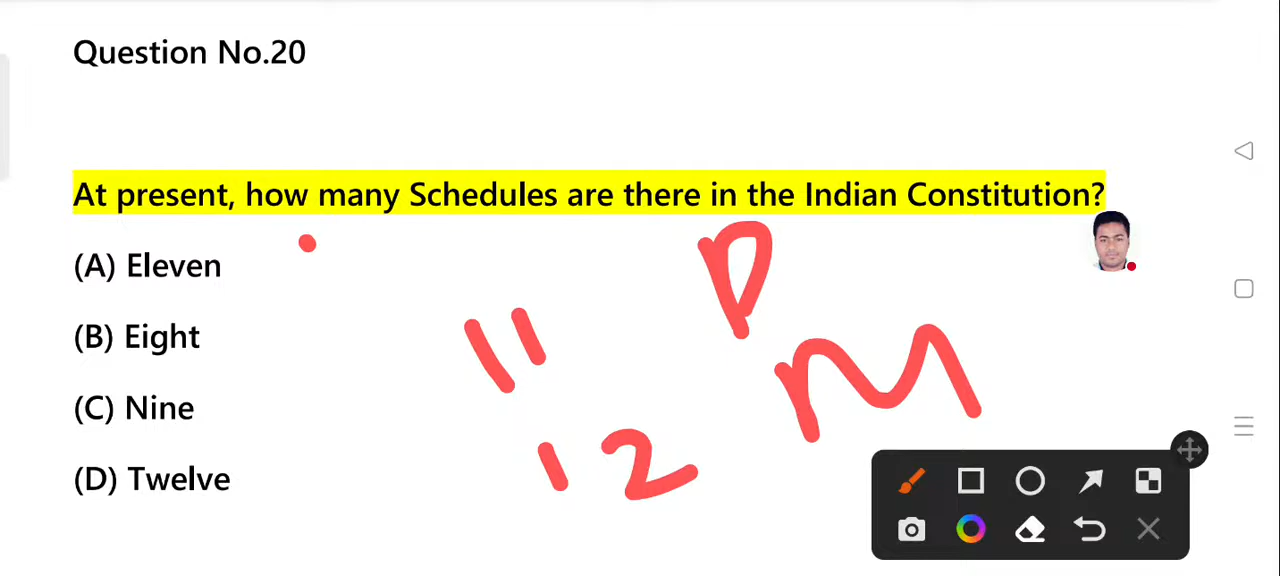 Question No.20
At present, how many Schedules are there in the Indian Constitution?
(A) Eleven
P
(B) Eight
11
M
(C) Nine
(D) Twelve
12